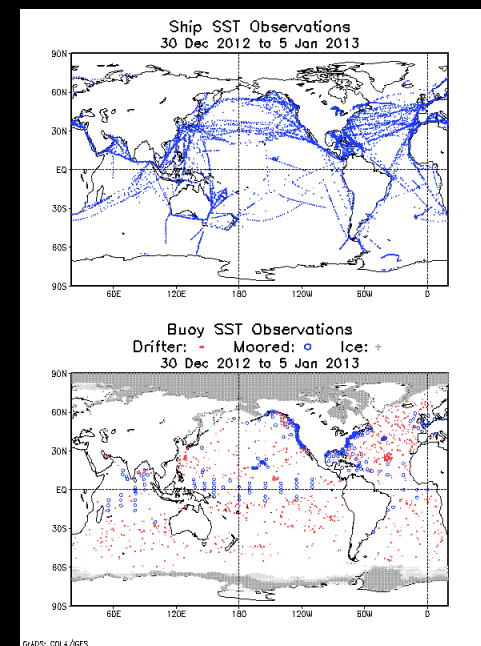 Ship SST Observations
30 Dec 2012 to 5 Jan 2013
90N
60N
30N
EQ
30S
60S
90S
60E 120E 180 120W 60W 0
Buoy SST Observations
Drifter: Moored: Ice:
30 Dec 2012 to 5 Jan 2013
90N
60N
30N
EQ
30S
60S
90S
60E 120E 180 120W 60W 0
GrADS: COLA/IGES